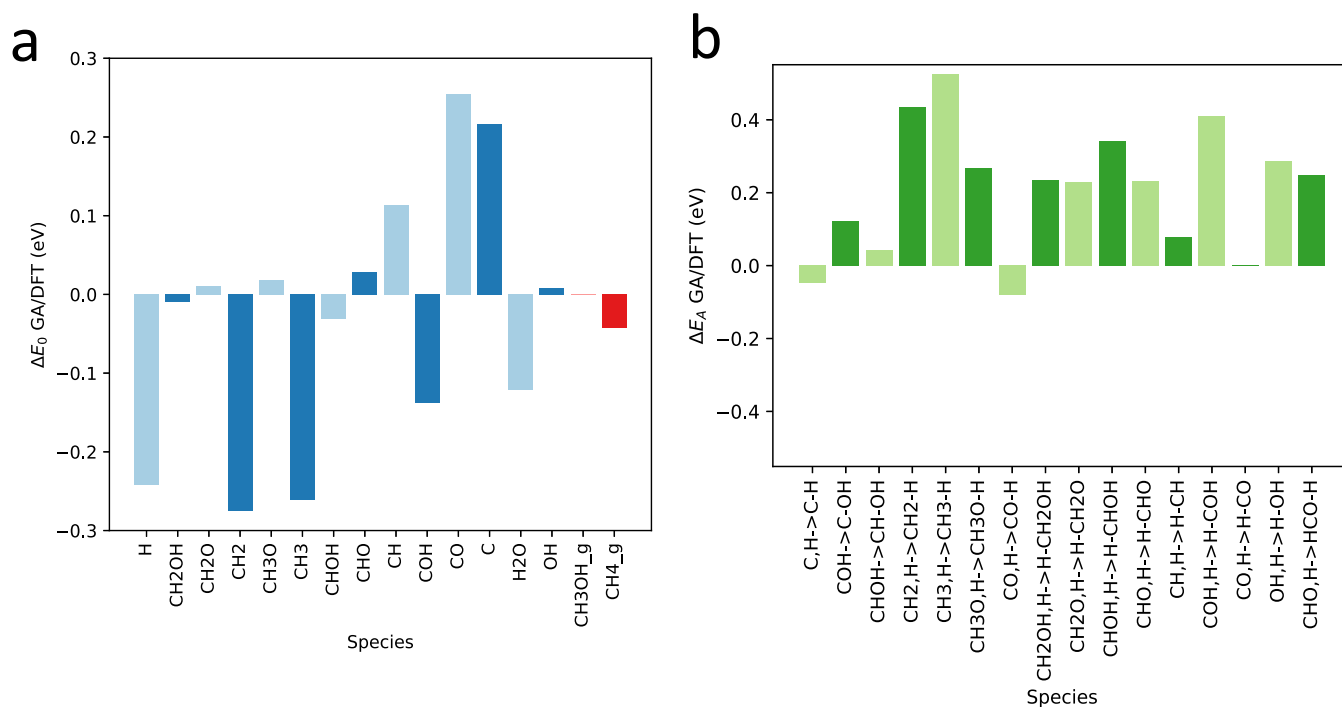 a
0.3
0.2
0.1
0.0
−0.1
−0.2
−0.3
ΔE0 GA/DFT (eV)
H
CH2OH
CH2O
CH2
CH3O
CH3
CHOH
CHO
CH
COH
CO
C
H2O
OH
CH3OH_g
CH4_g
Species
b
0.4
0.2
0.0
−0.2
−0.4
ΔEA GA/DFT (eV)
C,H->C-H
COH->C-OH
CHOH->CH-OH
CH2,H->CH2-H
CH3,H->CH3-H
CH3O,H->CH3O-H
CO,H->CO-H
CH2OH,H->H-CH2OH
CH2O,H->H-CH2O
CHOH,H->H-CHOH
CHO,H->H-CHO
CH,H->H-CH
COH,H->H-COH
CO,H->H-CO
OH,H->H-OH
CHO,H->HCO-H
Species